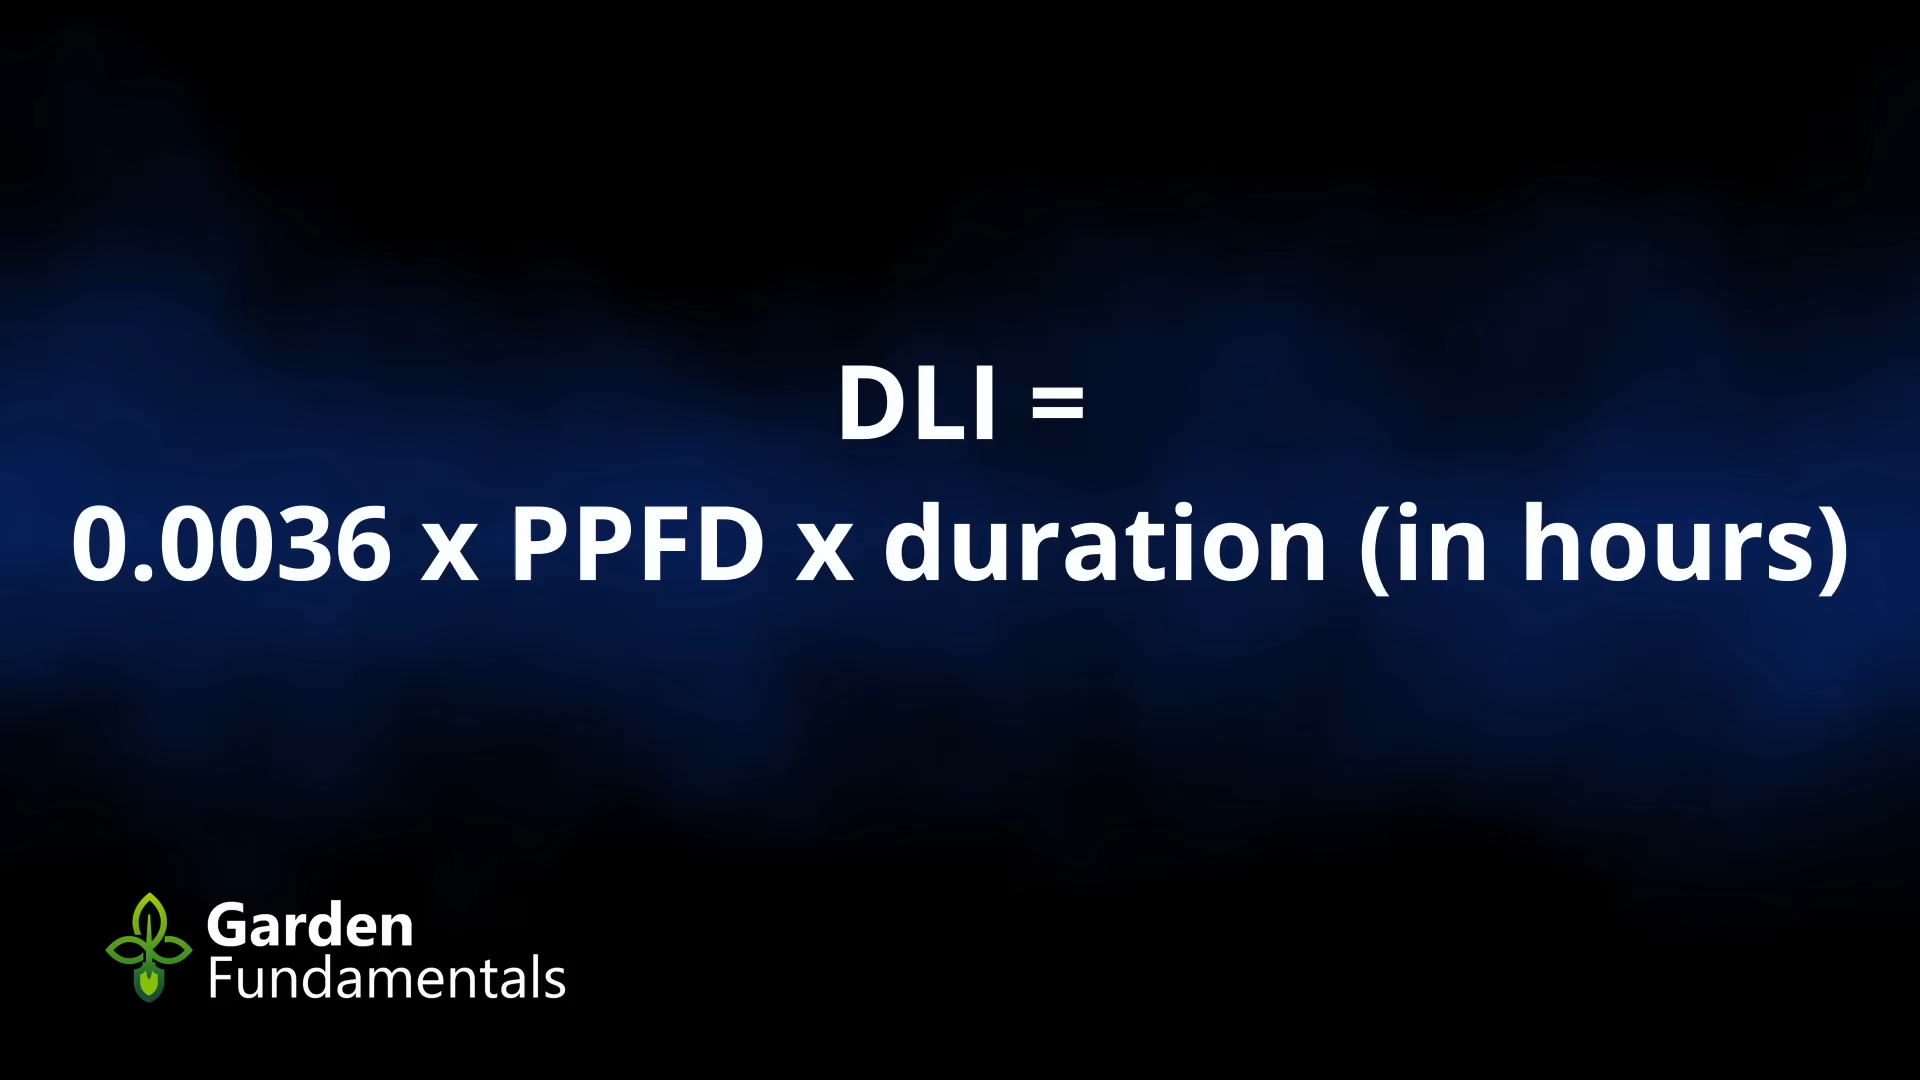 DLI =
0.0036 x PPFD x duration (in hours)
Garden
Fundamentals